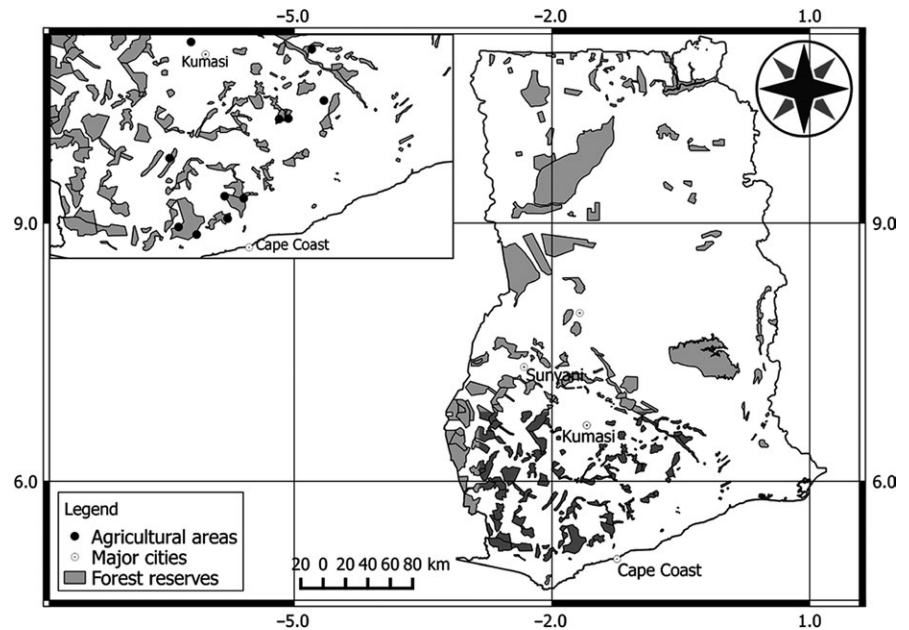 −5.0 −2.0 1.0
Kumasi
Cape Coast
9.0 9.0
Sunyani
Kumasi
6.0 6.0
Legend
Agricultural areas
Major cities
Forest reserves
20 0 20 40 60 80 km
Cape Coast
−5.0 −2.0 1.0